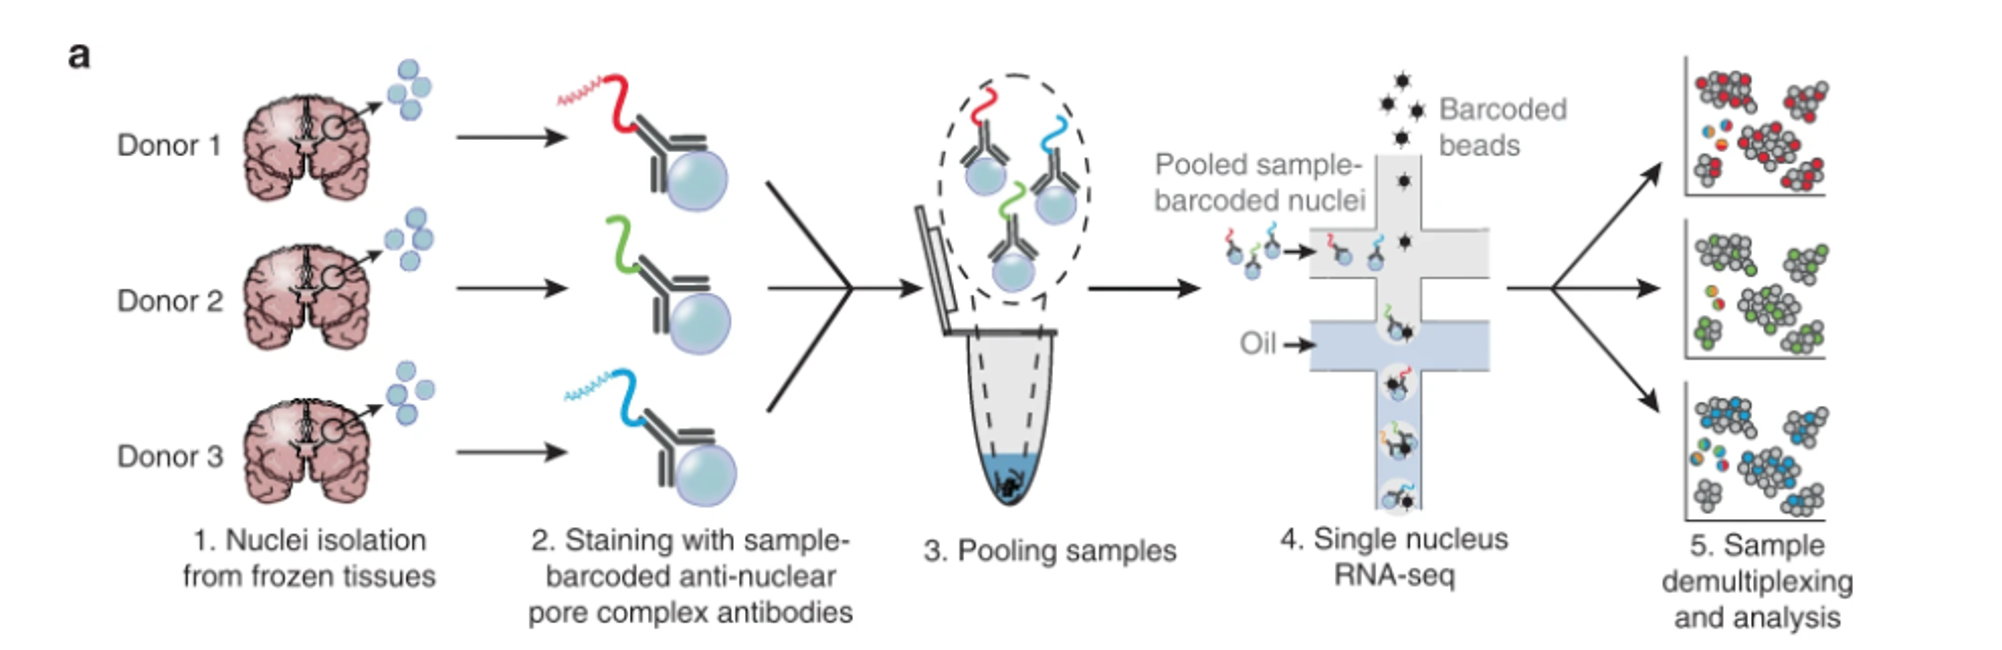 a
Donor 1
Donor 2
Donor 3
Barcoded
beads
Pooled sample-
barcoded nuclei
Oil
1. Nuclei isolation
from frozen tissues
2. Staining with sample-
barcoded anti-nuclear
pore complex antibodies
3. Pooling samples
4. Single nucleus
RNA-seq
5. Sample
demultiplexing
and analysis